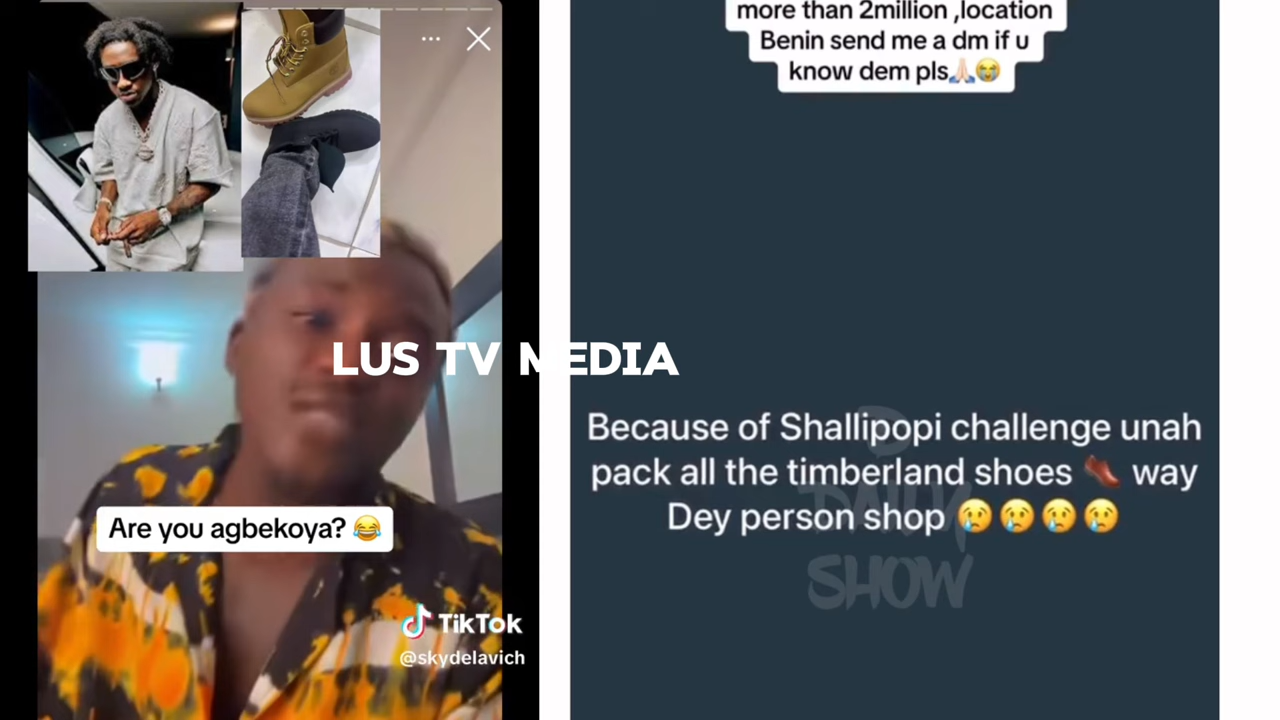 more than 2million ,location
Benin send me a dm if u
know dem pls🙏🏻😭
LUS TV MEDIA
Because of Shallipopi challenge unah
pack all the timberland shoes 👞 way
Dey person shop 😢😢😢😢
DAILY
SHOW
Are you agbekoya? 😂
TikTok
@skydelavich